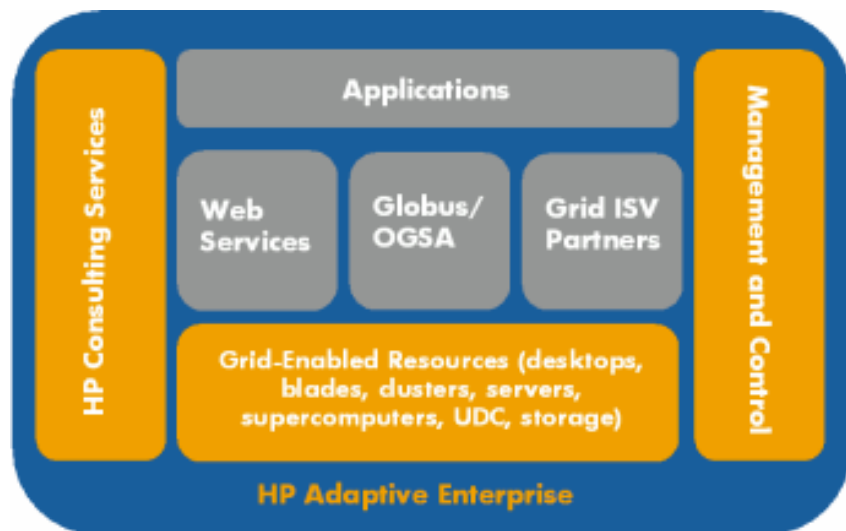 HP Consulting Services
Applications
Web
Services
Globus/
OGSA
Grid ISV
Partners
Grid-Enabled Resources (desktops,
blades, clusters, servers,
supercomputers, UDC, storage)
Management and Control
HP Adaptive Enterprise